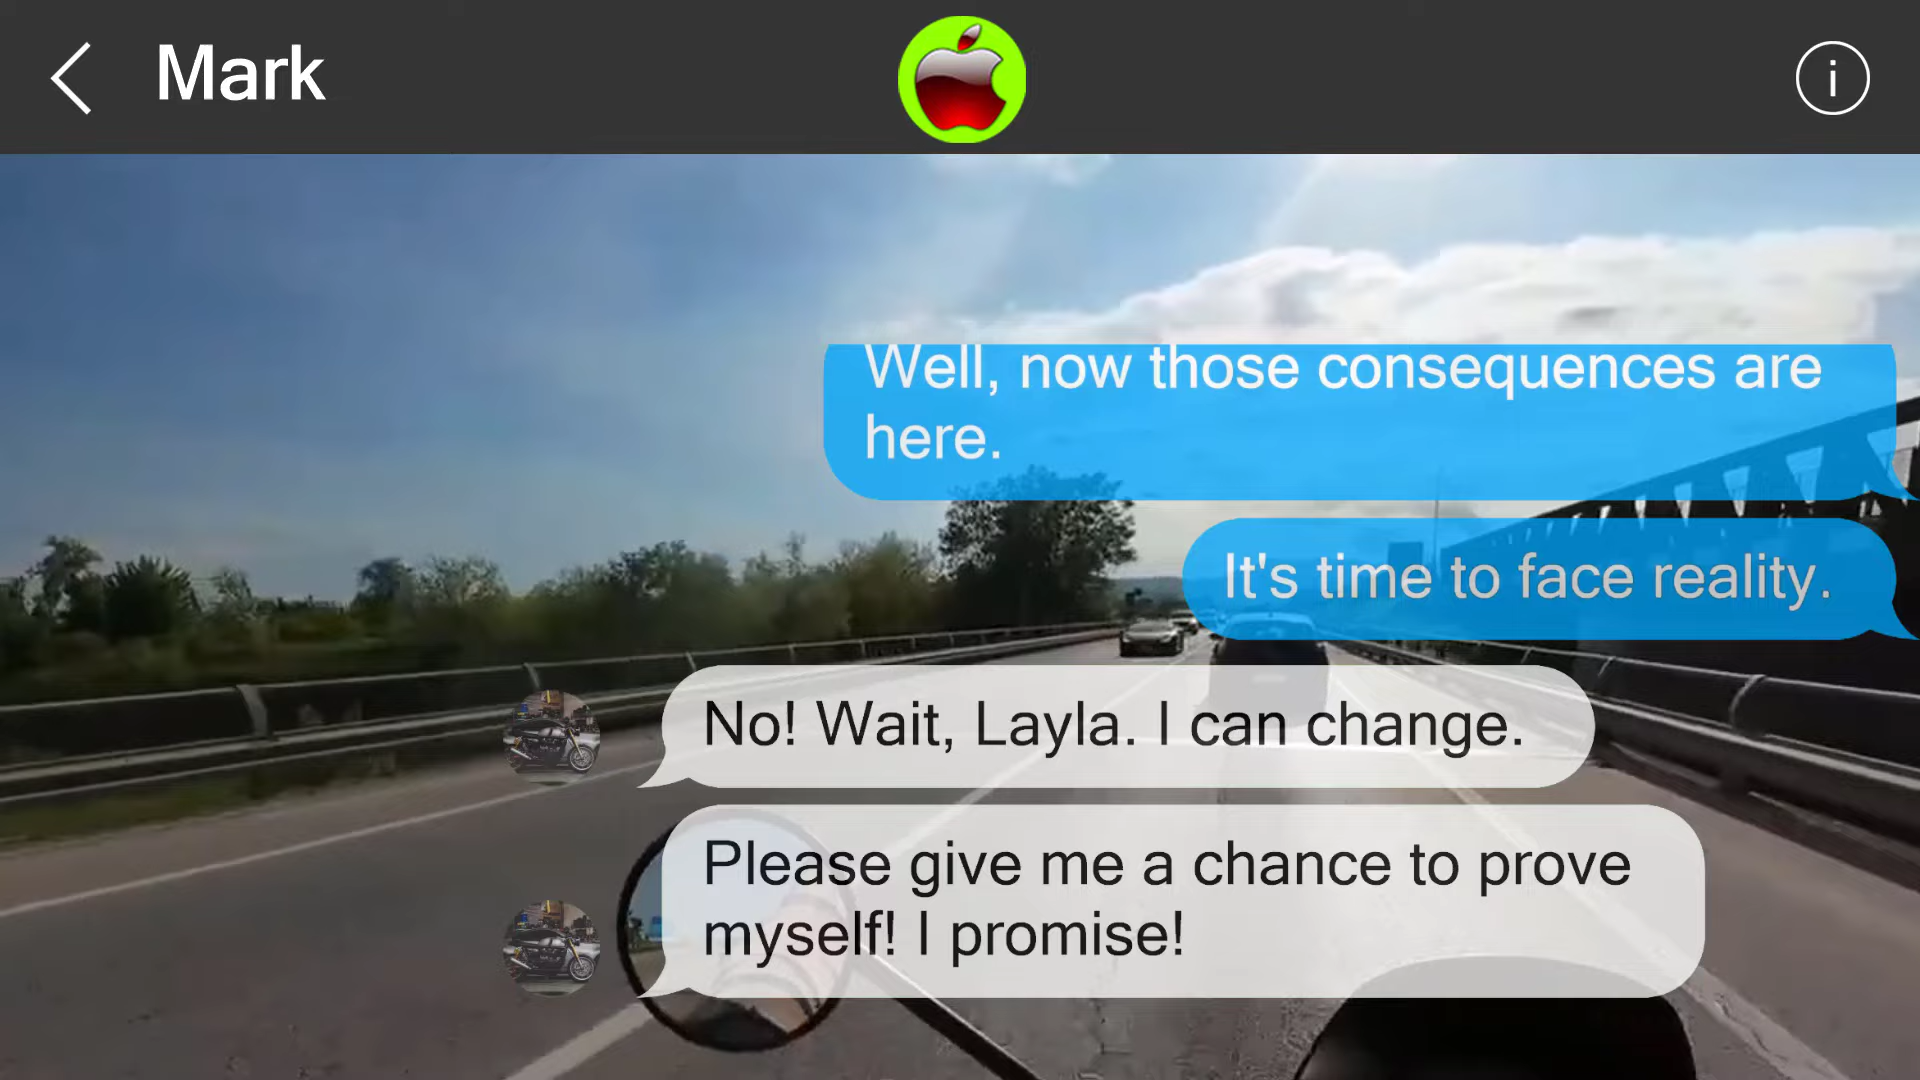 Mark
i
Well, now those consequences are
here.
It's time to face reality.
No! Wait, Layla. I can change.
Please give me a chance to prove
myself! I promise!